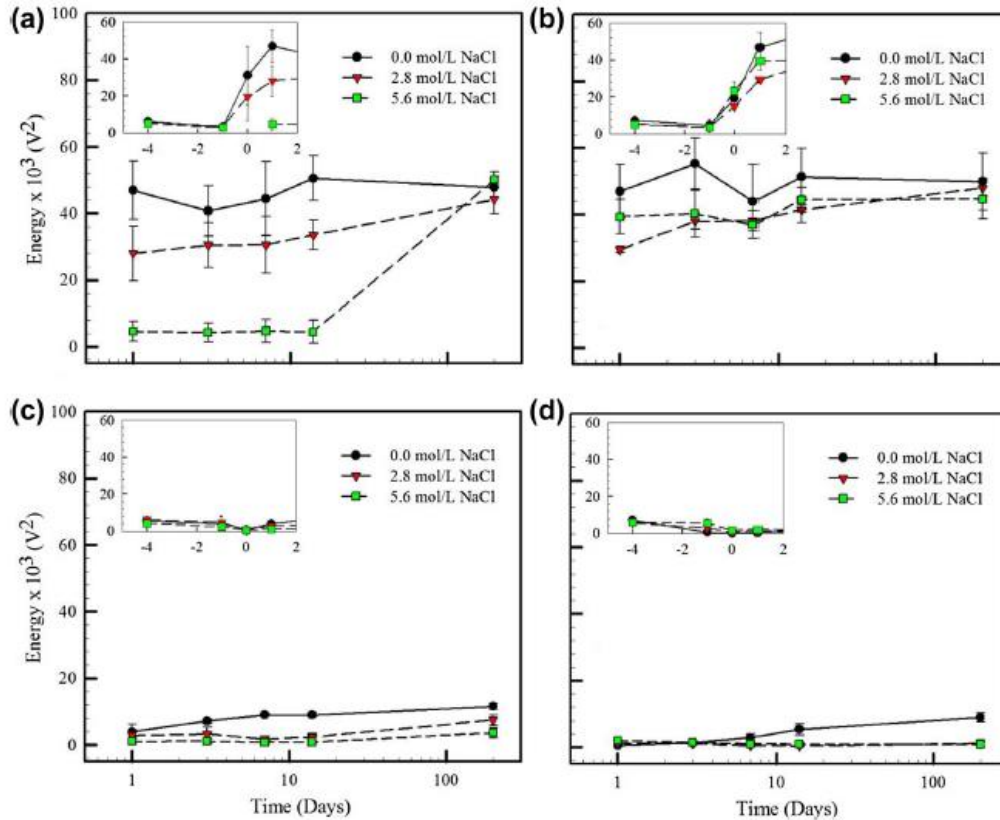 (a)
100
80
60
40
20
0
Energy x 10³ (V²)
60
40
20
0
-4 -2 0 2
0.0 mol/L NaCl
2.8 mol/L NaCl
5.6 mol/L NaCl
(b)
60
40
20
0
-4 -2 0 2
0.0 mol/L NaCl
2.8 mol/L NaCl
5.6 mol/L NaCl
(c)
100
80
60
40
20
0
Energy x 10³ (V²)
60
40
20
0
-4 -2 0 2
0.0 mol/L NaCl
2.8 mol/L NaCl
5.6 mol/L NaCl
1 10 100
Time (Days)
(d)
60
40
20
0
-4 -2 0 2
0.0 mol/L NaCl
2.8 mol/L NaCl
5.6 mol/L NaCl
1 10 100
Time (Days)